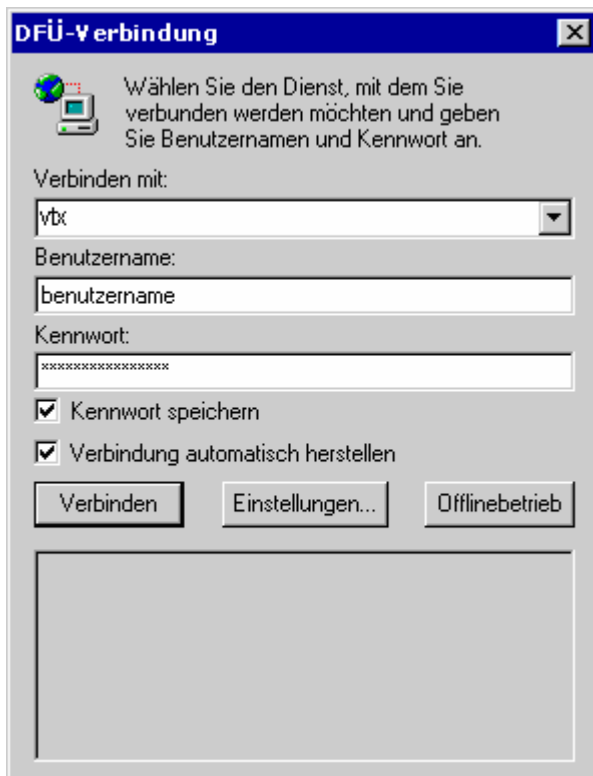 DFÜ-Verbindung
Wählen Sie den Dienst, mit dem Sie
verbunden werden möchten und geben
Sie Benutzernamen und Kennwort an.
Verbinden mit:
vtx
Benutzername:
benutzername
Kennwort:
****************
Kennwort speichern
Verbindung automatisch herstellen
Verbinden Einstellungen... Offlinebetrieb